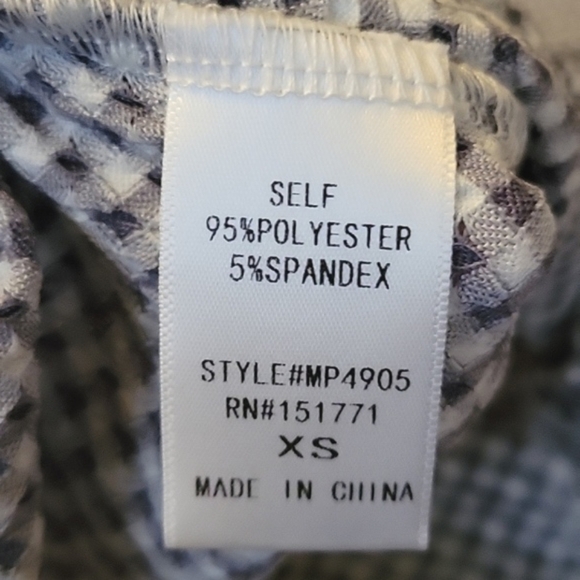 SELF
95%POLYESTER
5%SPANDEX
STYLE#MP4905
RN#151771
XS
MADE IN CHINA